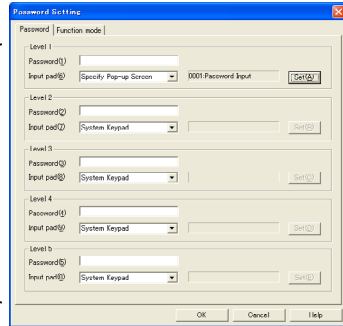 Password Setting
Password Function mode
Level 1
Password(1)
Input pad(6) Specify Pop-up Screen 0001:Password Input Set(A)
Level 2
Password(2)
Input pad(7) System Keypad Set(B)
Level 3
Password(3)
Input pad(8) System Keypad Set(C)
Level 4
Password(4)
Input pad(9) System Keypad Set(D)
Level 5
Password(5)
Input pad(0) System Keypad Set(E)
OK Cancel Help